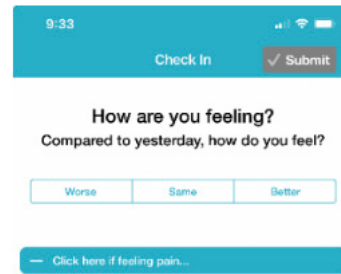 9:33
Check In
Submit
How are you feeling?
Compared to yesterday, how do you feel?
Worse Same Better
Click here if feeling pain...